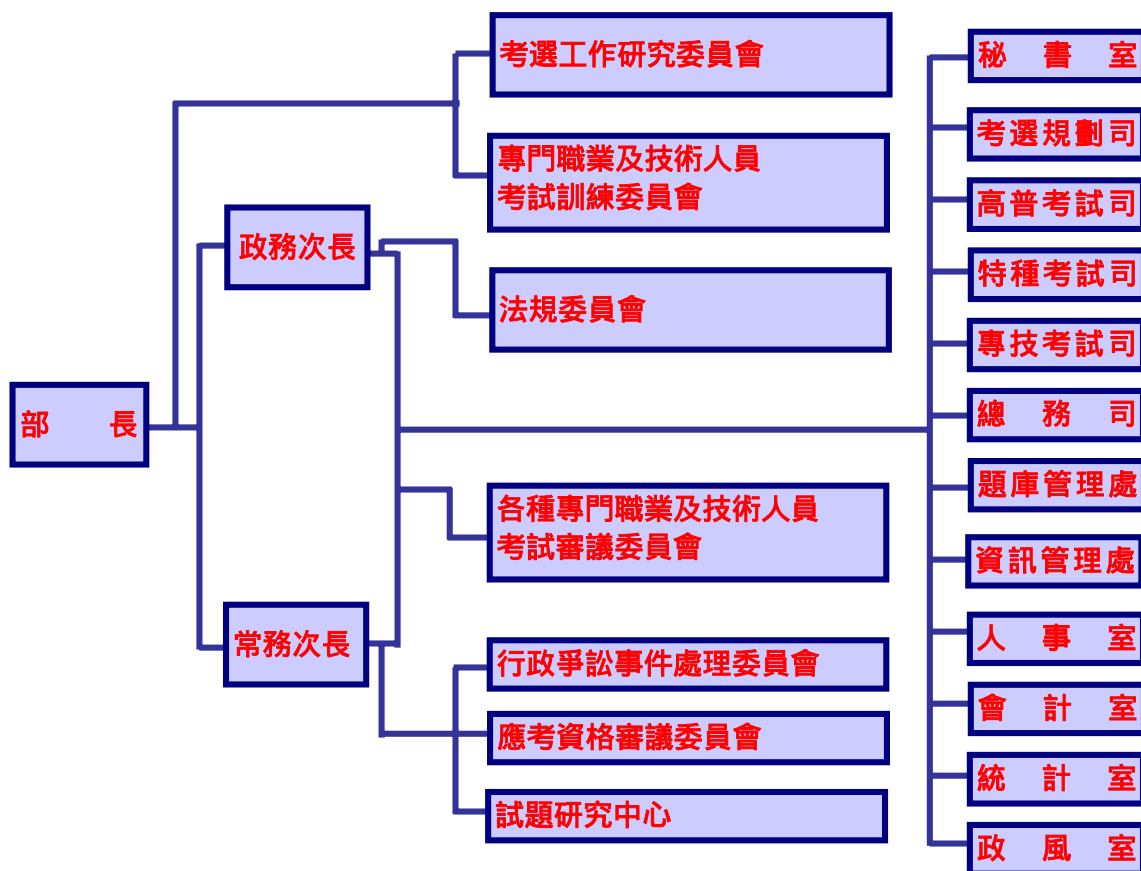 部長
政務次長
常務次長
考選工作研究委員會
專門職業及技術人員
考試訓練委員會
法規委員會
各種專門職業及技術人員
考試審議委員會
行政爭訟事件處理委員會
應考資格審議委員會
試題研究中心
秘書室
考選規劃司
高普考試司
特種考試司
專技考試司
總務司
題庫管理處
資訊管理處
人事室
會計室
統計室
政風室